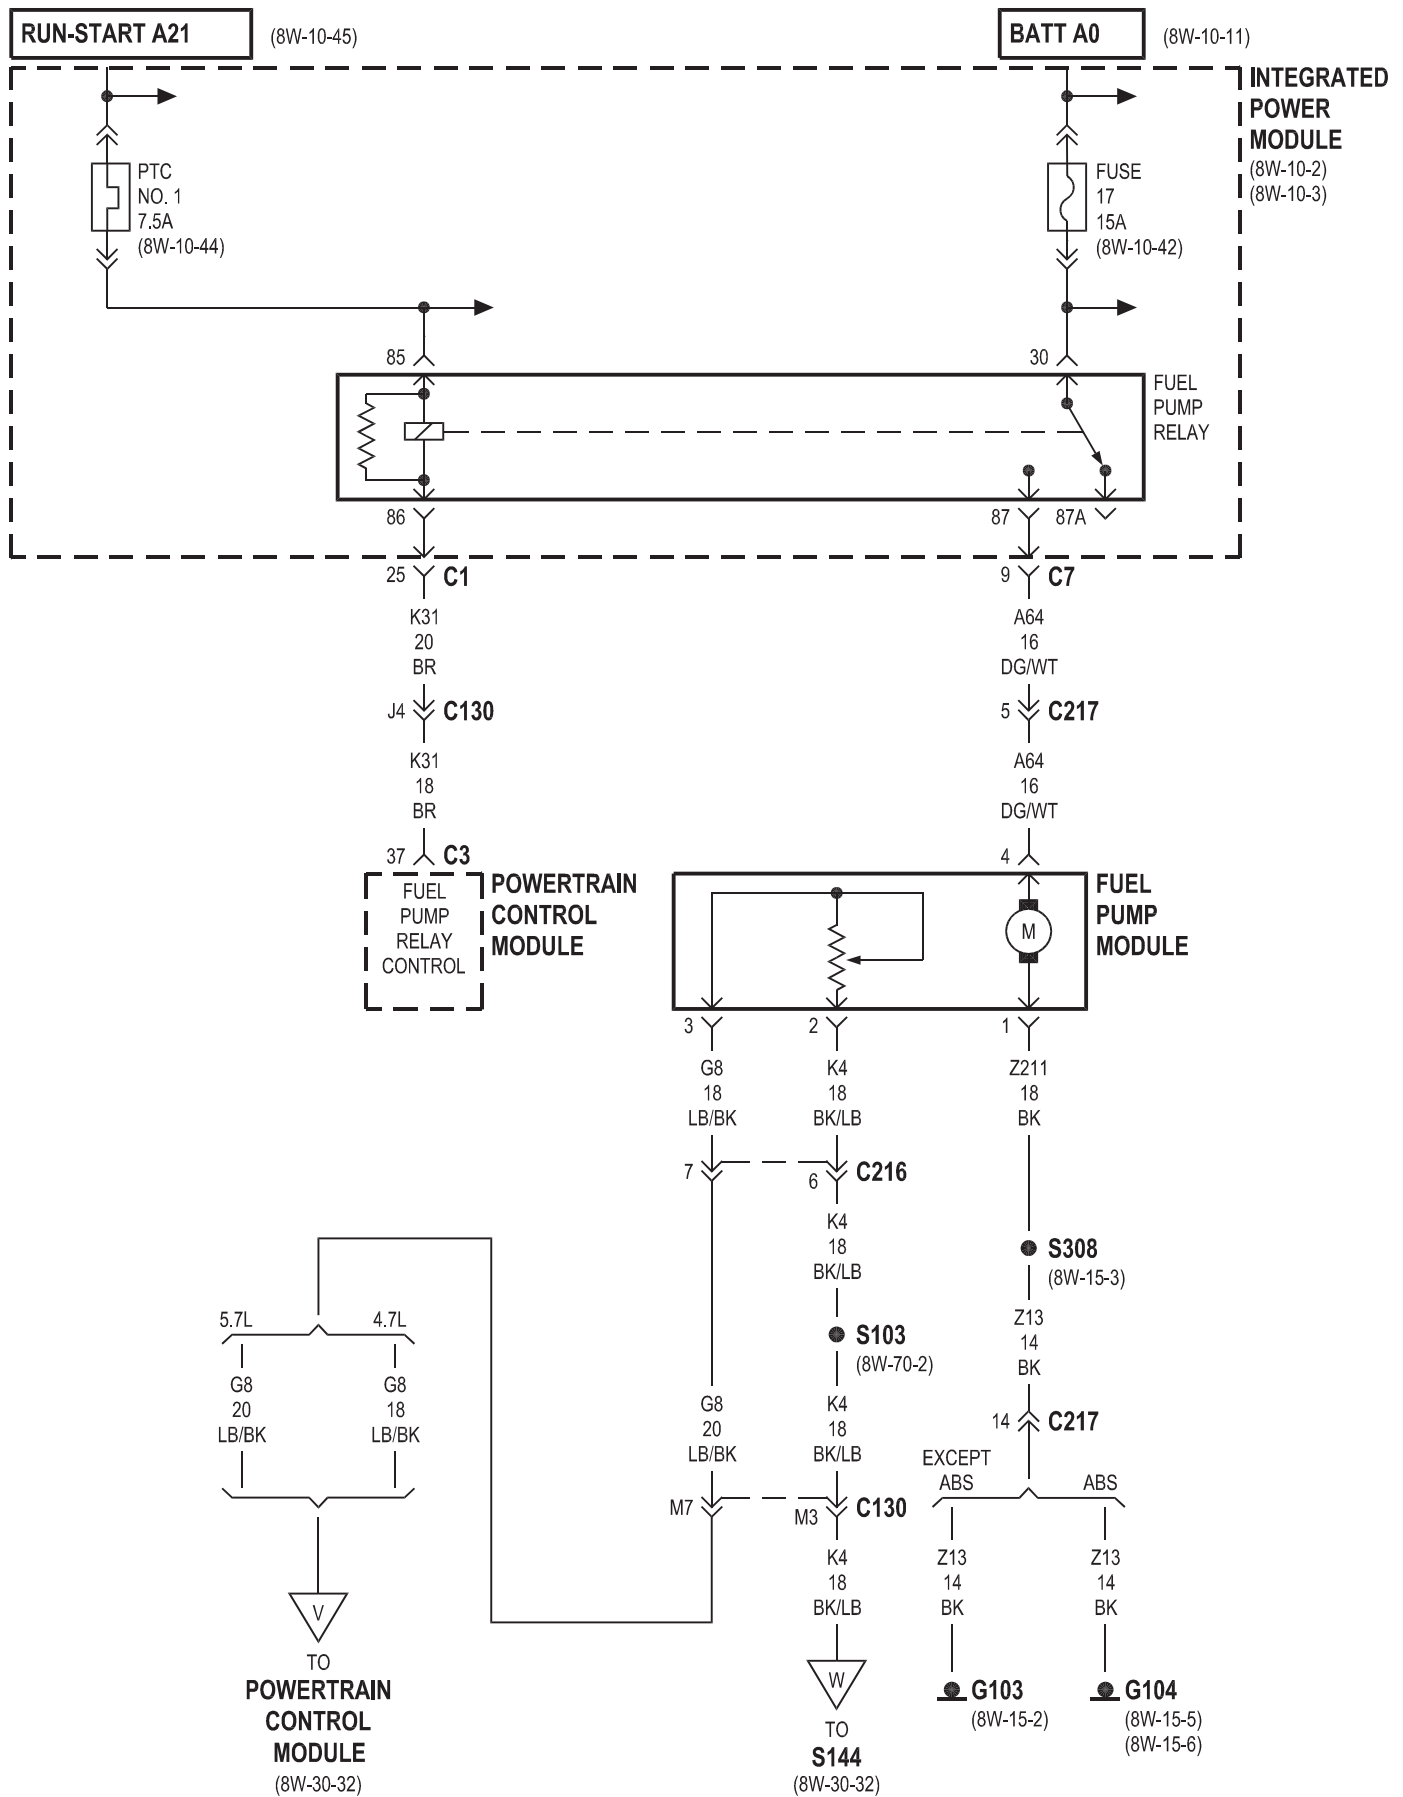 RUN-START A21
(8W-10-45)
BATT A0
(8W-10-11)
INTEGRATED
POWER
MODULE
(8W-10-2)
(8W-10-3)
PTC
NO. 1
7.5A
(8W-10-44)
FUSE
17
15A
(8W-10-42)
85
30
FUEL
PUMP
RELAY
86
87
87A
25
C1
9
C7
K31
20
BR
A64
16
DG/WT
J4
C130
5
C217
K31
18
BR
A64
16
DG/WT
37
C3
4
FUEL
PUMP
RELAY
CONTROL
POWERTRAIN
CONTROL
MODULE
M
FUEL
PUMP
MODULE
3
2
1
G8
18
LB/BK
K4
18
BK/LB
Z211
18
BK
7
6
C216
K4
18
BK/LB
S308
(8W-15-3)
5.7L
4.7L
S103
(8W-70-2)
Z13
14
BK
G8
20
LB/BK
G8
18
LB/BK
G8
20
LB/BK
K4
18
BK/LB
14
C217
EXCEPT
ABS
ABS
M7
M3
C130
K4
18
BK/LB
Z13
14
BK
Z13
14
BK
V
TO
POWERTRAIN
CONTROL
MODULE
(8W-30-32)
W
TO
S144
(8W-30-32)
G103
(8W-15-2)
G104
(8W-15-5)
(8W-15-6)